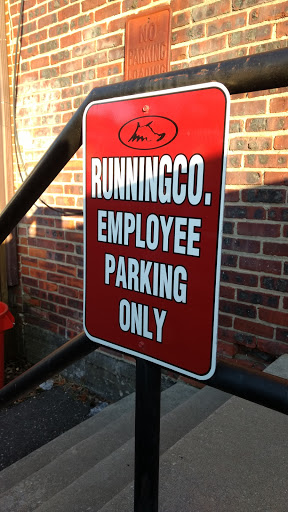 NO
PARKING
RUNNINGCO.
EMPLOYEE
PARKING
ONLY